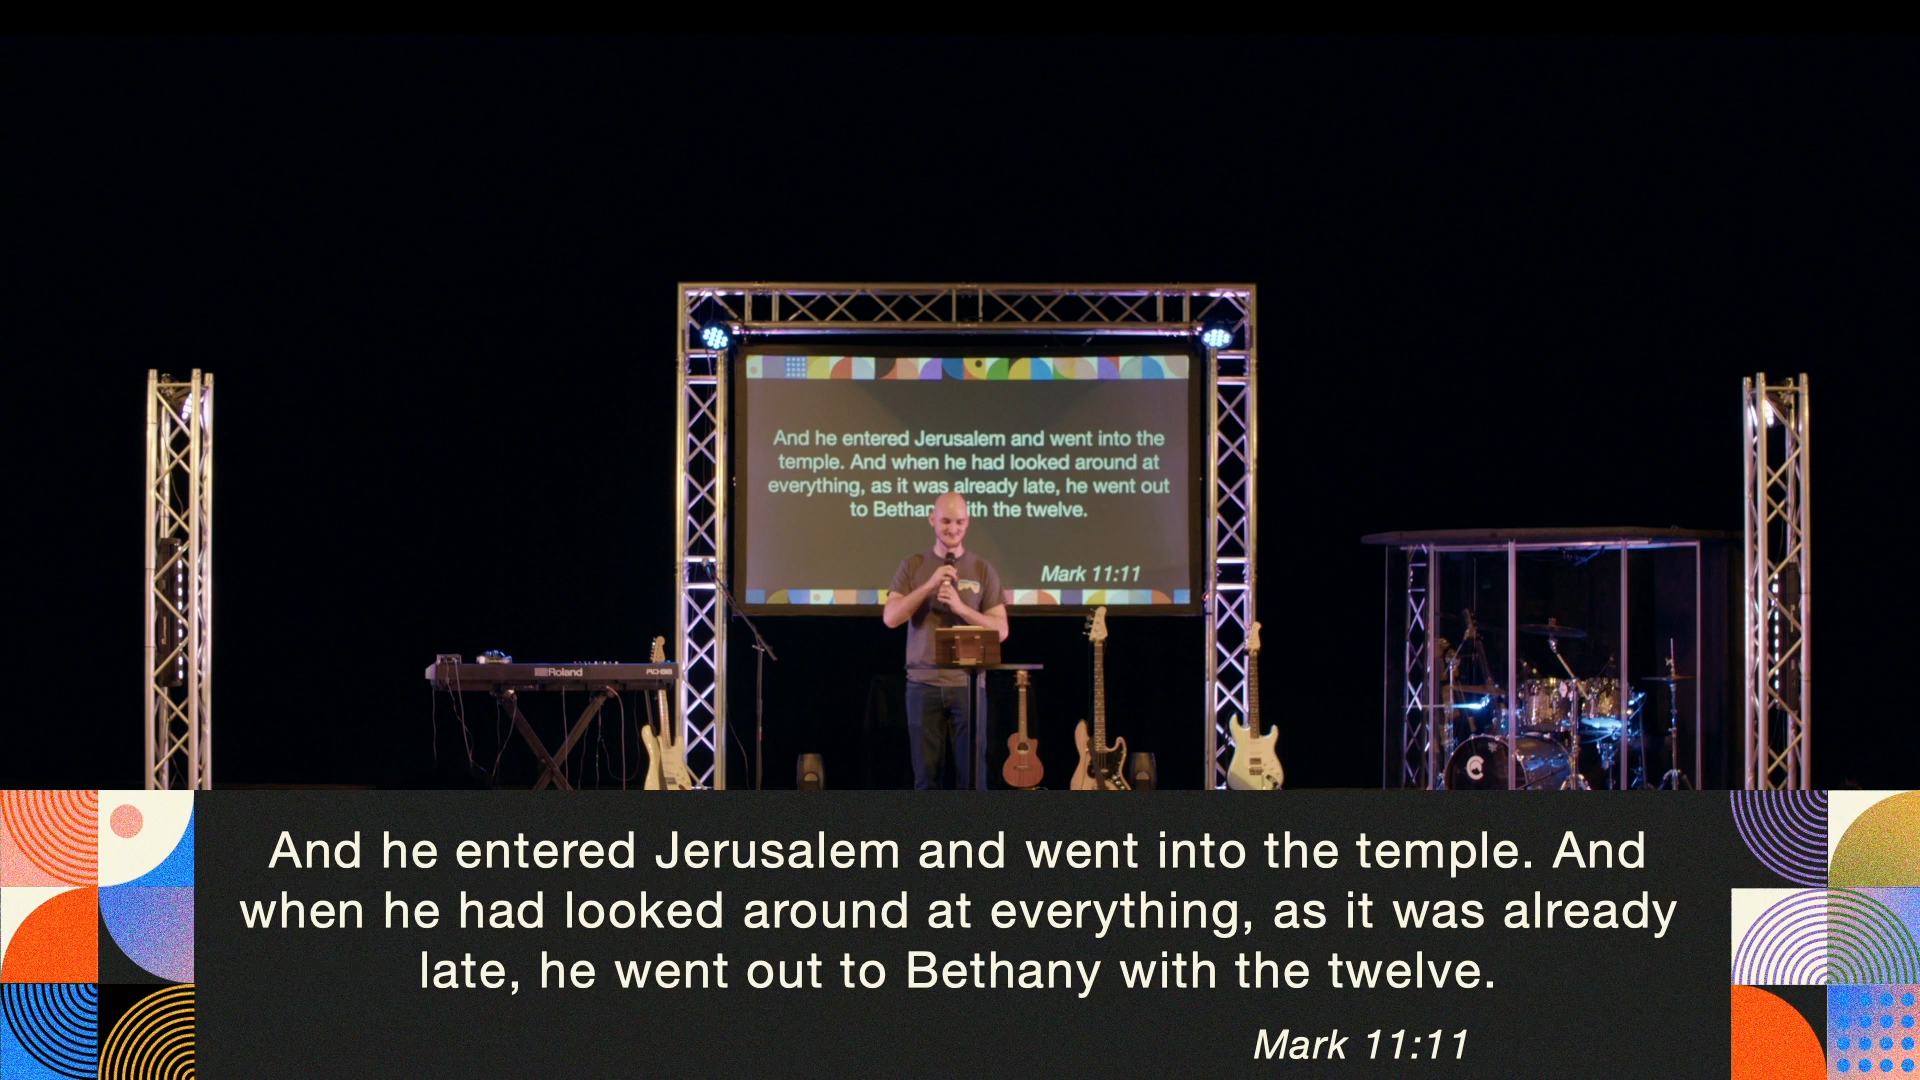 And he entered Jerusalem and went into the
temple. And when he had looked around at
everything, as it was already late, he went out
to Bethany with the twelve.
Mark 11:11
Roland
And he entered Jerusalem and went into the temple. And
when he had looked around at everything, as it was already
late, he went out to Bethany with the twelve.
Mark 11:11